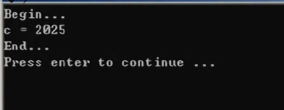 Begin...
c = 2025
End...
Press enter to continue ...